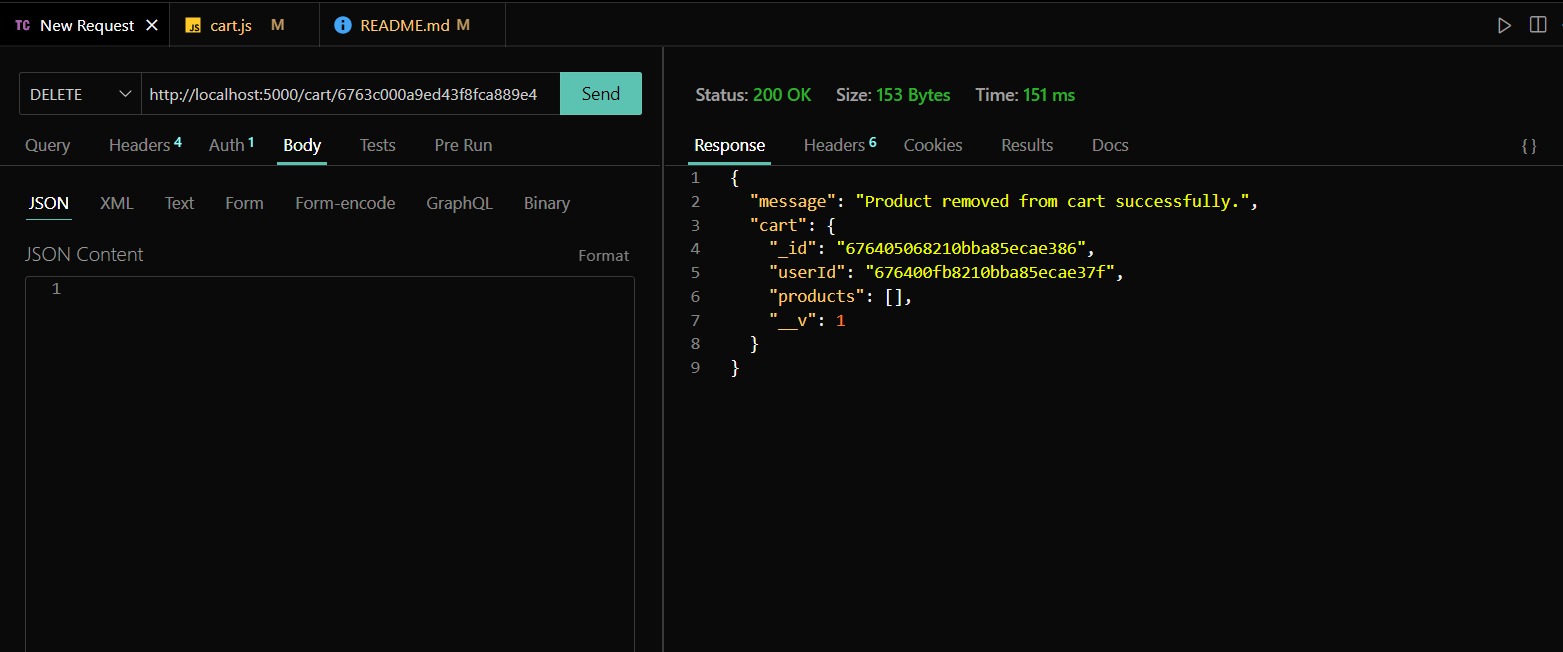 TC New Request × JS cart.js M i README.md M
DELETE http://localhost:5000/cart/6763c000a9ed43f8fca889e4 Send
Query Headers 4 Auth 1 Body Tests Pre Run
JSON XML Text Form Form-encode GraphQL Binary
JSON Content Format
1
Status: 200 OK Size: 153 Bytes Time: 151 ms
Response Headers 6 Cookies Results Docs {}
1 {
2 "message": "Product removed from cart successfully.",
3 "cart": {
4 "_id": "676405068210bba85ecae386",
5 "userId": "676400fb8210bba85ecae37f",
6 "products": [],
7 "__v": 1
8 }
9 }